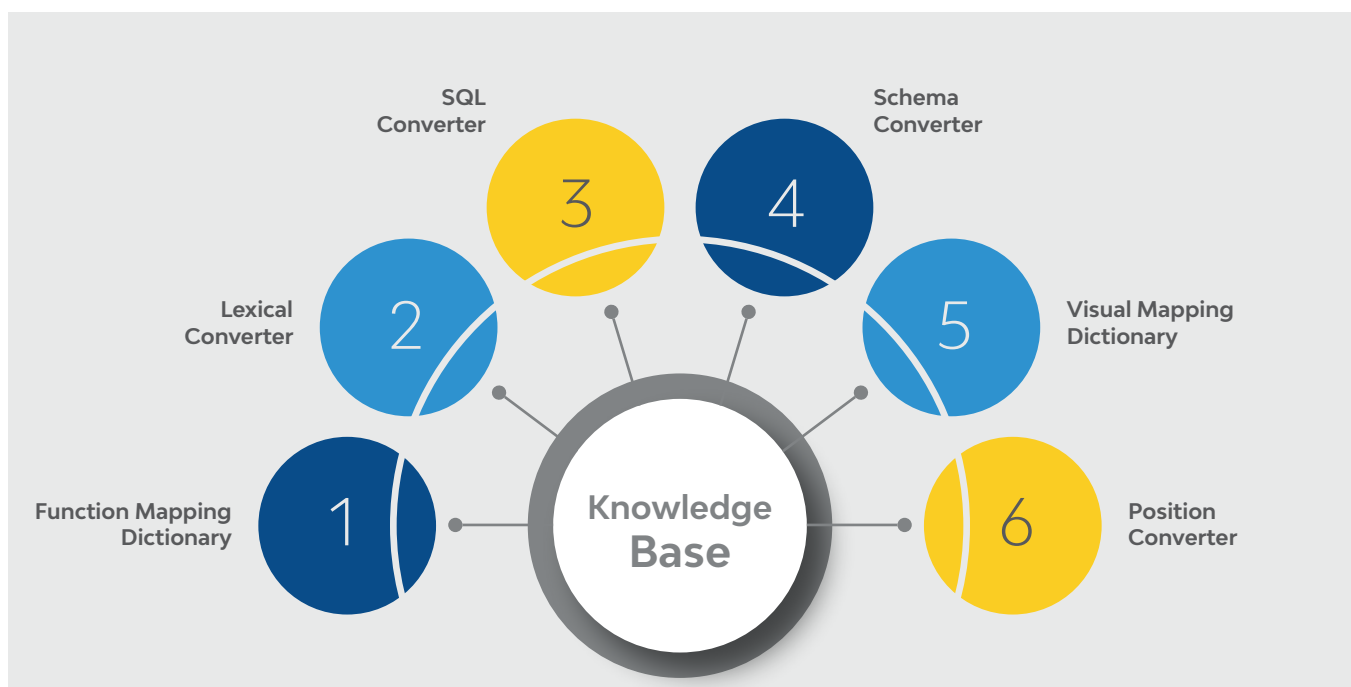 SQL
Converter
3
Schema
Converter
4
Lexical
Converter
2
Visual Mapping
Dictionary
5
Function Mapping
Dictionary
1
Knowledge
Base
Position
Converter
6